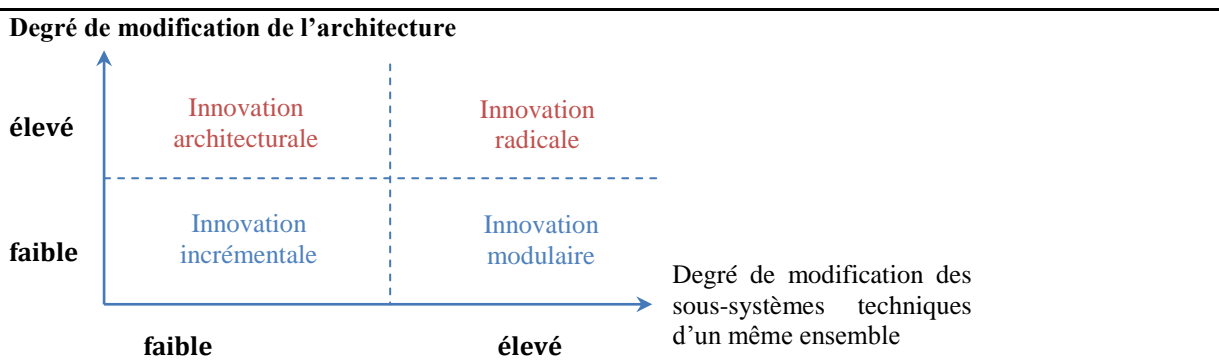 Degré de modification de l’architecture
élevé
Innovation
architecturale
Innovation
radicale
faible
Innovation
incrémentale
Innovation
modulaire
Degré de modification des
sous-systèmes techniques
d’un même ensemble
faible
élevé